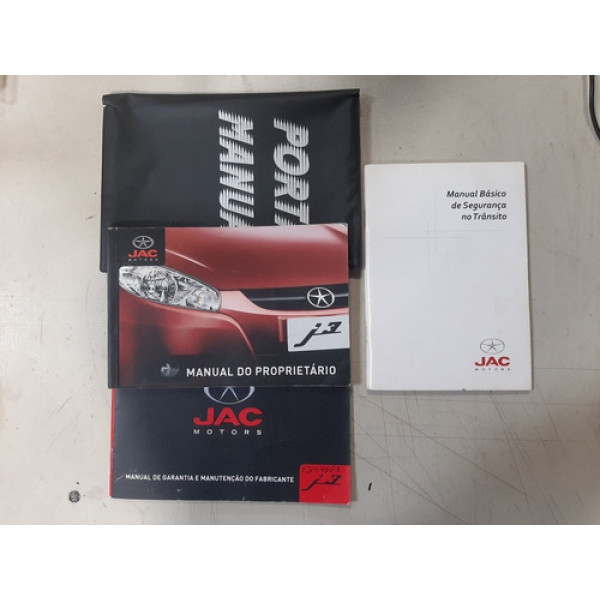 PORTA
MANUA
JAC
MOTORS
j3
MANUAL DO PROPRIETÁRIO
JAC
MOTORS
MANUAL DE GARANTIA E MANUTENÇÃO DO FABRICANTE
j3
Manual Básico
de Segurança
no Trânsito
JAC
MOTORS